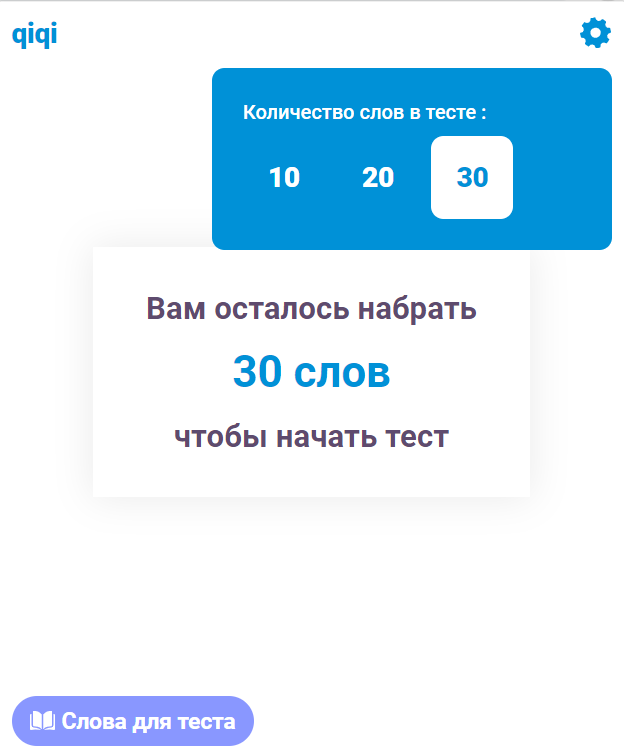 qiqi
Количество слов в тесте :
10 20 30
Вам осталось набрать
30 слов
чтобы начать тест
Слова для теста